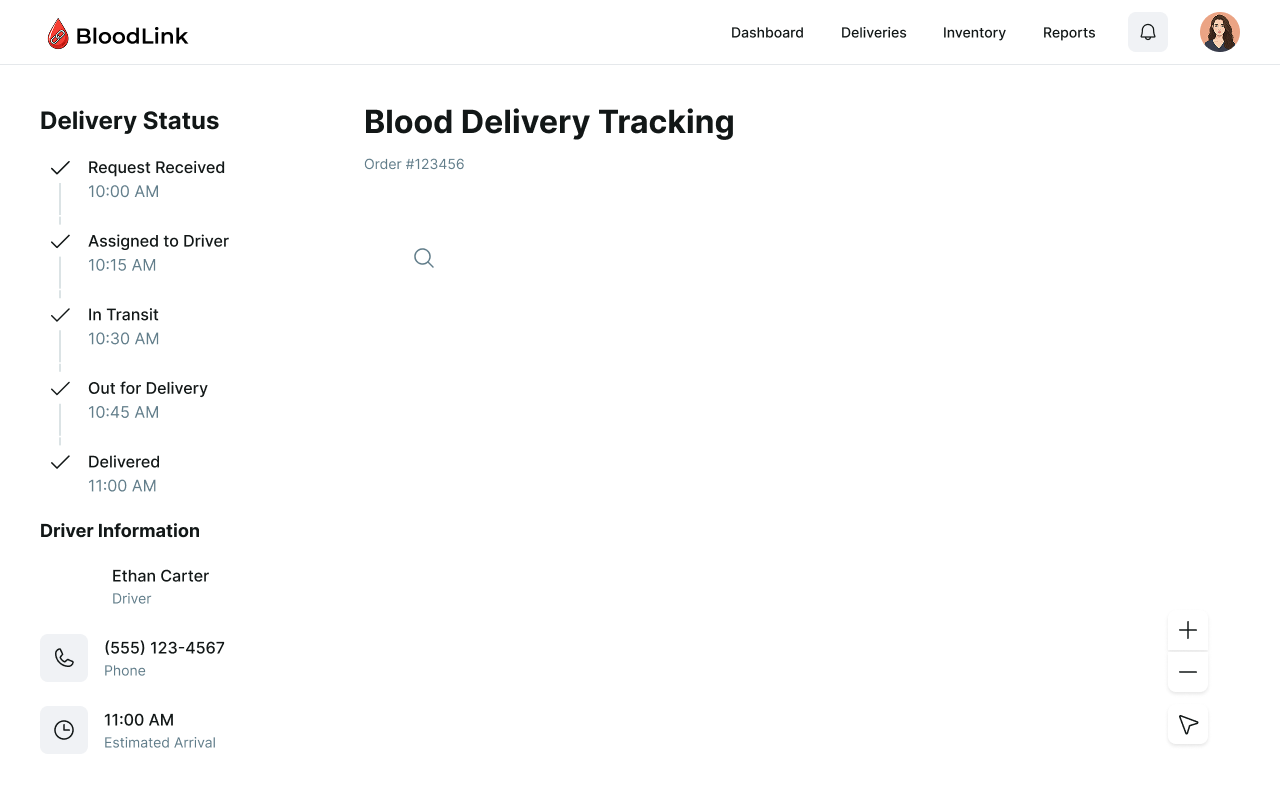 BloodLink
Dashboard
Deliveries
Inventory
Reports
Delivery Status
Request Received
10:00 AM
Assigned to Driver
10:15 AM
In Transit
10:30 AM
Out for Delivery
10:45 AM
Delivered
11:00 AM
Driver Information
Ethan Carter
Driver
(555) 123-4567
Phone
11:00 AM
Estimated Arrival
Blood Delivery Tracking
Order #123456